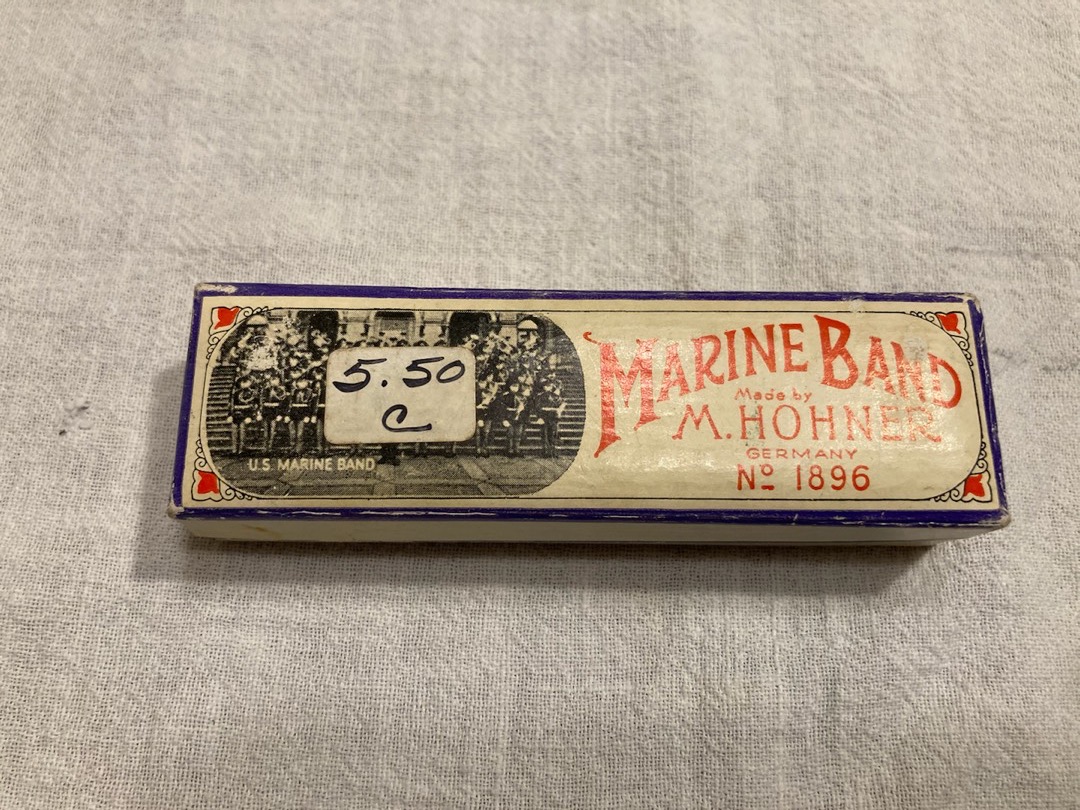 5.50
C
U.S. MARINE BAND
MARINE BAND
Made by
M. HOHNER
GERMANY
Nº 1896